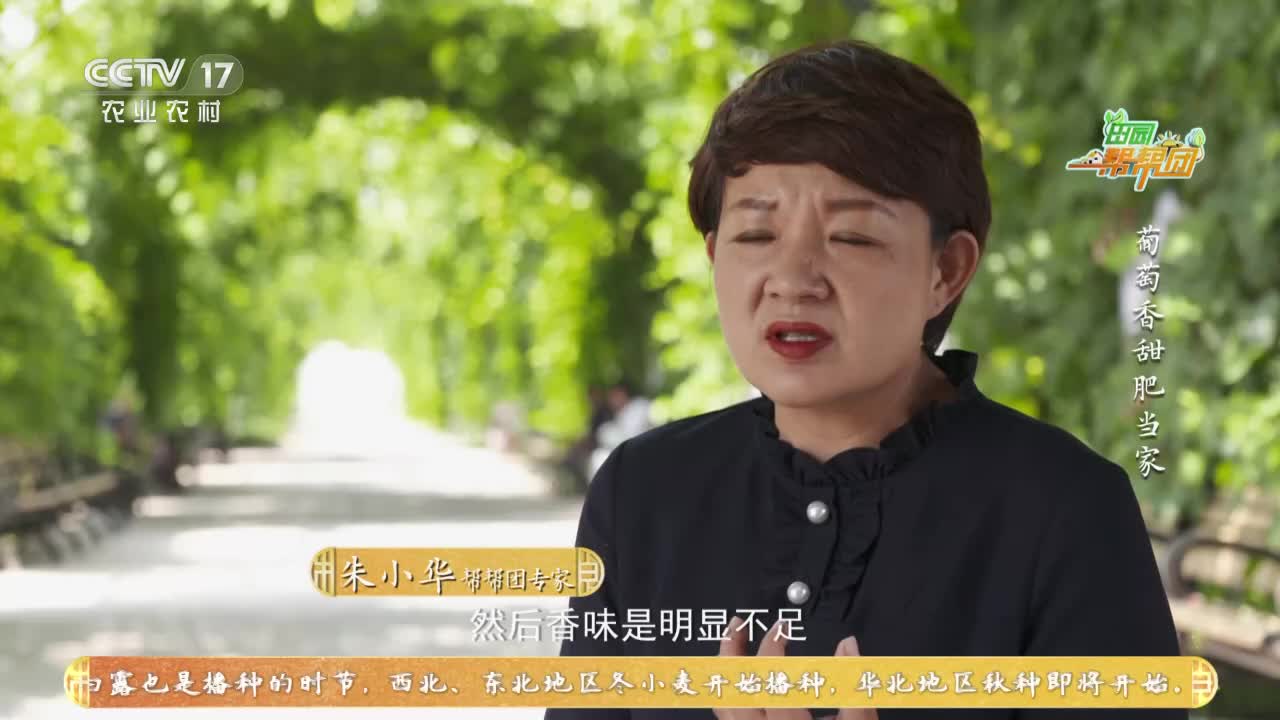 CCTV 17
农业农村
田园
帮帮团
葡萄香甜肥当家
朱小华 帮帮团专家
然后香味是明显不足
露也是播种的时节，西北、东北地区冬小麦开始播种，华北地区秋种即将开始。